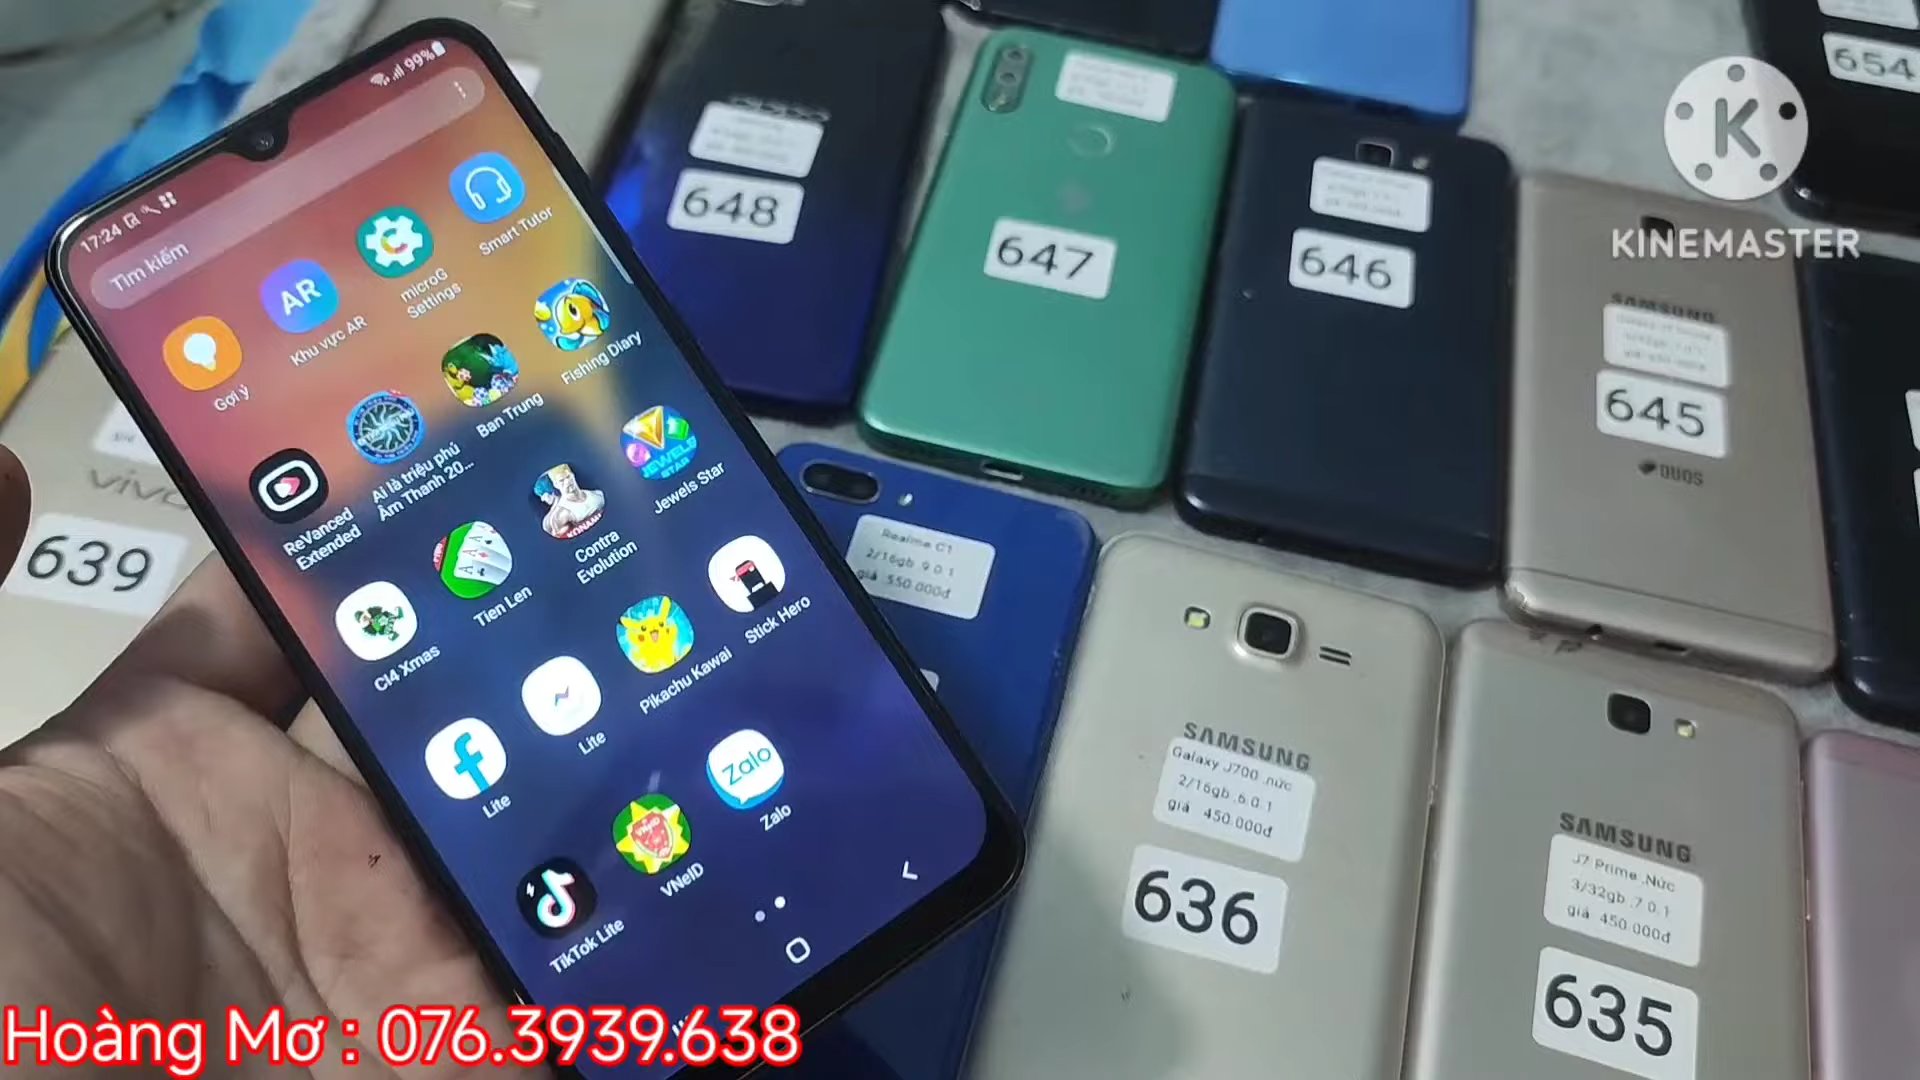 17:24
99%
Tìm kiếm
Gợi ý
AR
Khu vực AR
microG
Settings
Smart Tutor
ReVanced
Extended
Ai là triệu phú
Âm Thanh 20...
Ban Trung
Fishing Diary
Cl4 Xmas
Tien Len
KONAMI
Contra
Evolution
JEWELS
STAR
Jewels Star
Lite
Lite
Pikachu Kawai
Stick Hero
TikTok Lite
VNeID
Zalo
Zalo
648
647
646
654
K
KINEMASTER
SAMSUNG
645
DUOS
vivo
639
Realme C1
2/16gb .9.0.1
giá 550.000đ
SAMSUNG
Galaxy J700 .nức
2/16gb .6.0.1
giá 450.000đ
636
SAMSUNG
J7 Prime .Nức
3/32gb .7.0.1
giá 450.000đ
635
Hoàng Mơ : 076.3939.638